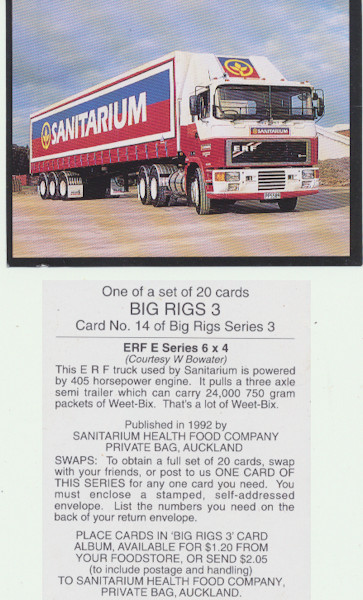 SANITARIUM
SANITARIUM
ERF
One of a set of 20 cards
BIG RIGS 3
Card No. 14 of Big Rigs Series 3
ERF E Series 6 x 4
(Courtesy W Bowater)
This E R F truck used by Sanitarium is powered
by 405 horsepower engine. It pulls a three axle
semi trailer which can carry 24,000 750 gram
packets of Weet-Bix. That's a lot of Weet-Bix.
Published in 1992 by
SANITARIUM HEALTH FOOD COMPANY
PRIVATE BAG, AUCKLAND
SWAPS: To obtain a full set of 20 cards, swap
with your friends, or post to us ONE CARD OF
THIS SERIES for any one card you need. You
must enclose a stamped, self-addressed
envelope. List the numbers you need on the
back of your return envelope.
PLACE CARDS IN 'BIG RIGS 3' CARD
ALBUM, AVAILABLE FOR $1.20 FROM
YOUR FOODSTORE, OR SEND $2.05
(to include postage and handling)
TO SANITARIUM HEALTH FOOD COMPANY,
PRIVATE BAG, AUCKLAND.